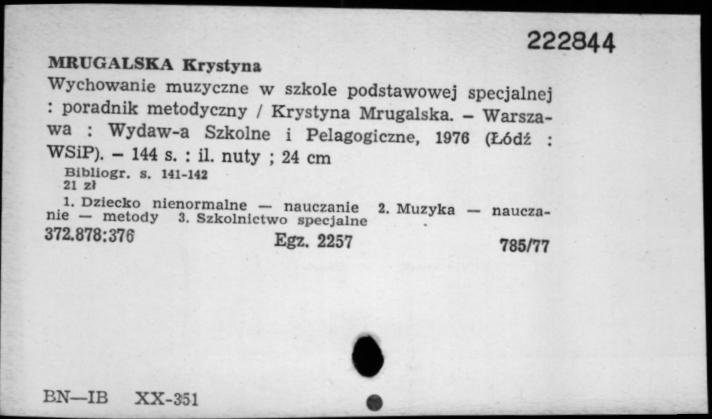 222844
MRUGALSKA Krystyna
Wychowanie muzyczne w szkole podstawowej specjalnej
: poradnik metodyczny / Krystyna Mrugalska. – Warsza-
wa : Wydaw-a Szkolne i Pelagogiczne, 1976 (Łódź :
WSiP). – 144 s. : il. nuty ; 24 cm
Bibliogr. s. 141-142
21 zł
1. Dziecko nienormalne — nauczanie 2. Muzyka — naucza-
nie — metody 3. Szkolnictwo specjalne
372.878:376 Egz. 2257 785/77
BN—IB XX-351